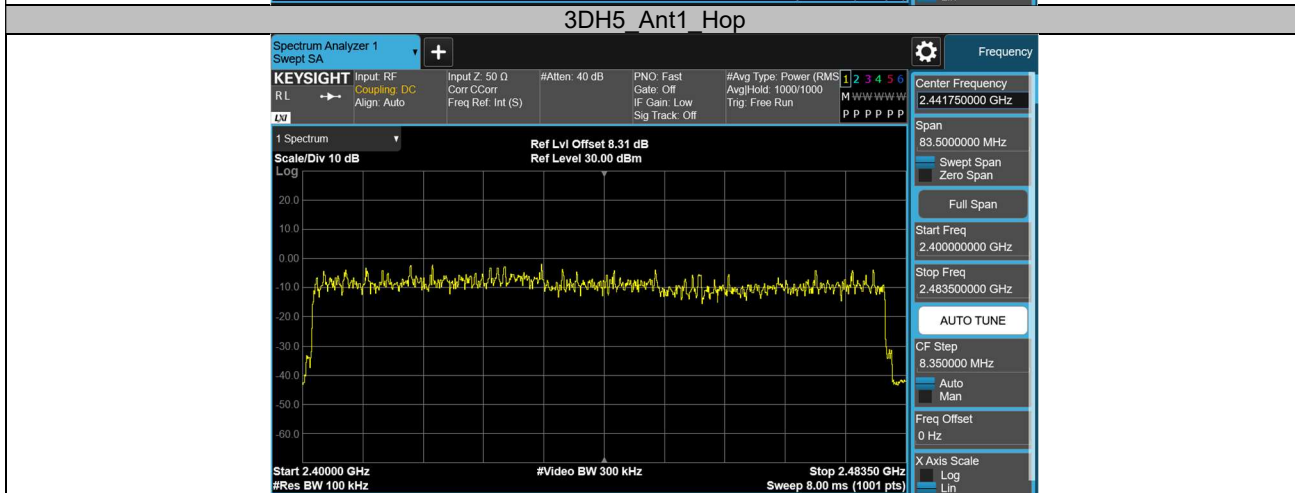 3DH5_Ant1_Hop
Spectrum Analyzer 1
Swept SA
+
Frequency
KEYSIGHT
RL
LXI
Input: RF
Coupling: DC
Align: Auto
Input Z: 50 Ω
Corr CCorr
Freq Ref: Int (S)
#Atten: 40 dB
PNO: Fast
Gate: Off
IF Gain: Low
Sig Track: Off
#Avg Type: Power (RMS
Avg|Hold: 1000/1000
Trig: Free Run
1 2 3 4 5 6
M W W W W W
P P P P P P
1 Spectrum
Scale/Div 10 dB
Ref Lvl Offset 8.31 dB
Ref Level 30.00 dBm
Log
20.0
10.0
0.00
-10.0
-20.0
-30.0
-40.0
-50.0
-60.0
Start 2.40000 GHz
#Res BW 100 kHz
#Video BW 300 kHz
Stop 2.48350 GHz
Sweep 8.00 ms (1001 pts)
Center Frequency
2.441750000 GHz
Span
83.5000000 MHz
Swept Span
Zero Span
Full Span
Start Freq
2.400000000 GHz
Stop Freq
2.483500000 GHz
AUTO TUNE
CF Step
8.350000 MHz
Auto
Man
Freq Offset
0 Hz
X Axis Scale
Log
Lin